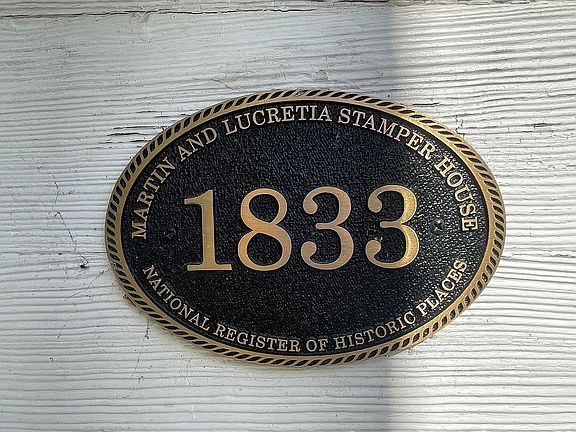 MARTIN AND LUCRETIA STAMPER HOUSE
1833
NATIONAL REGISTER OF HISTORIC PLACES